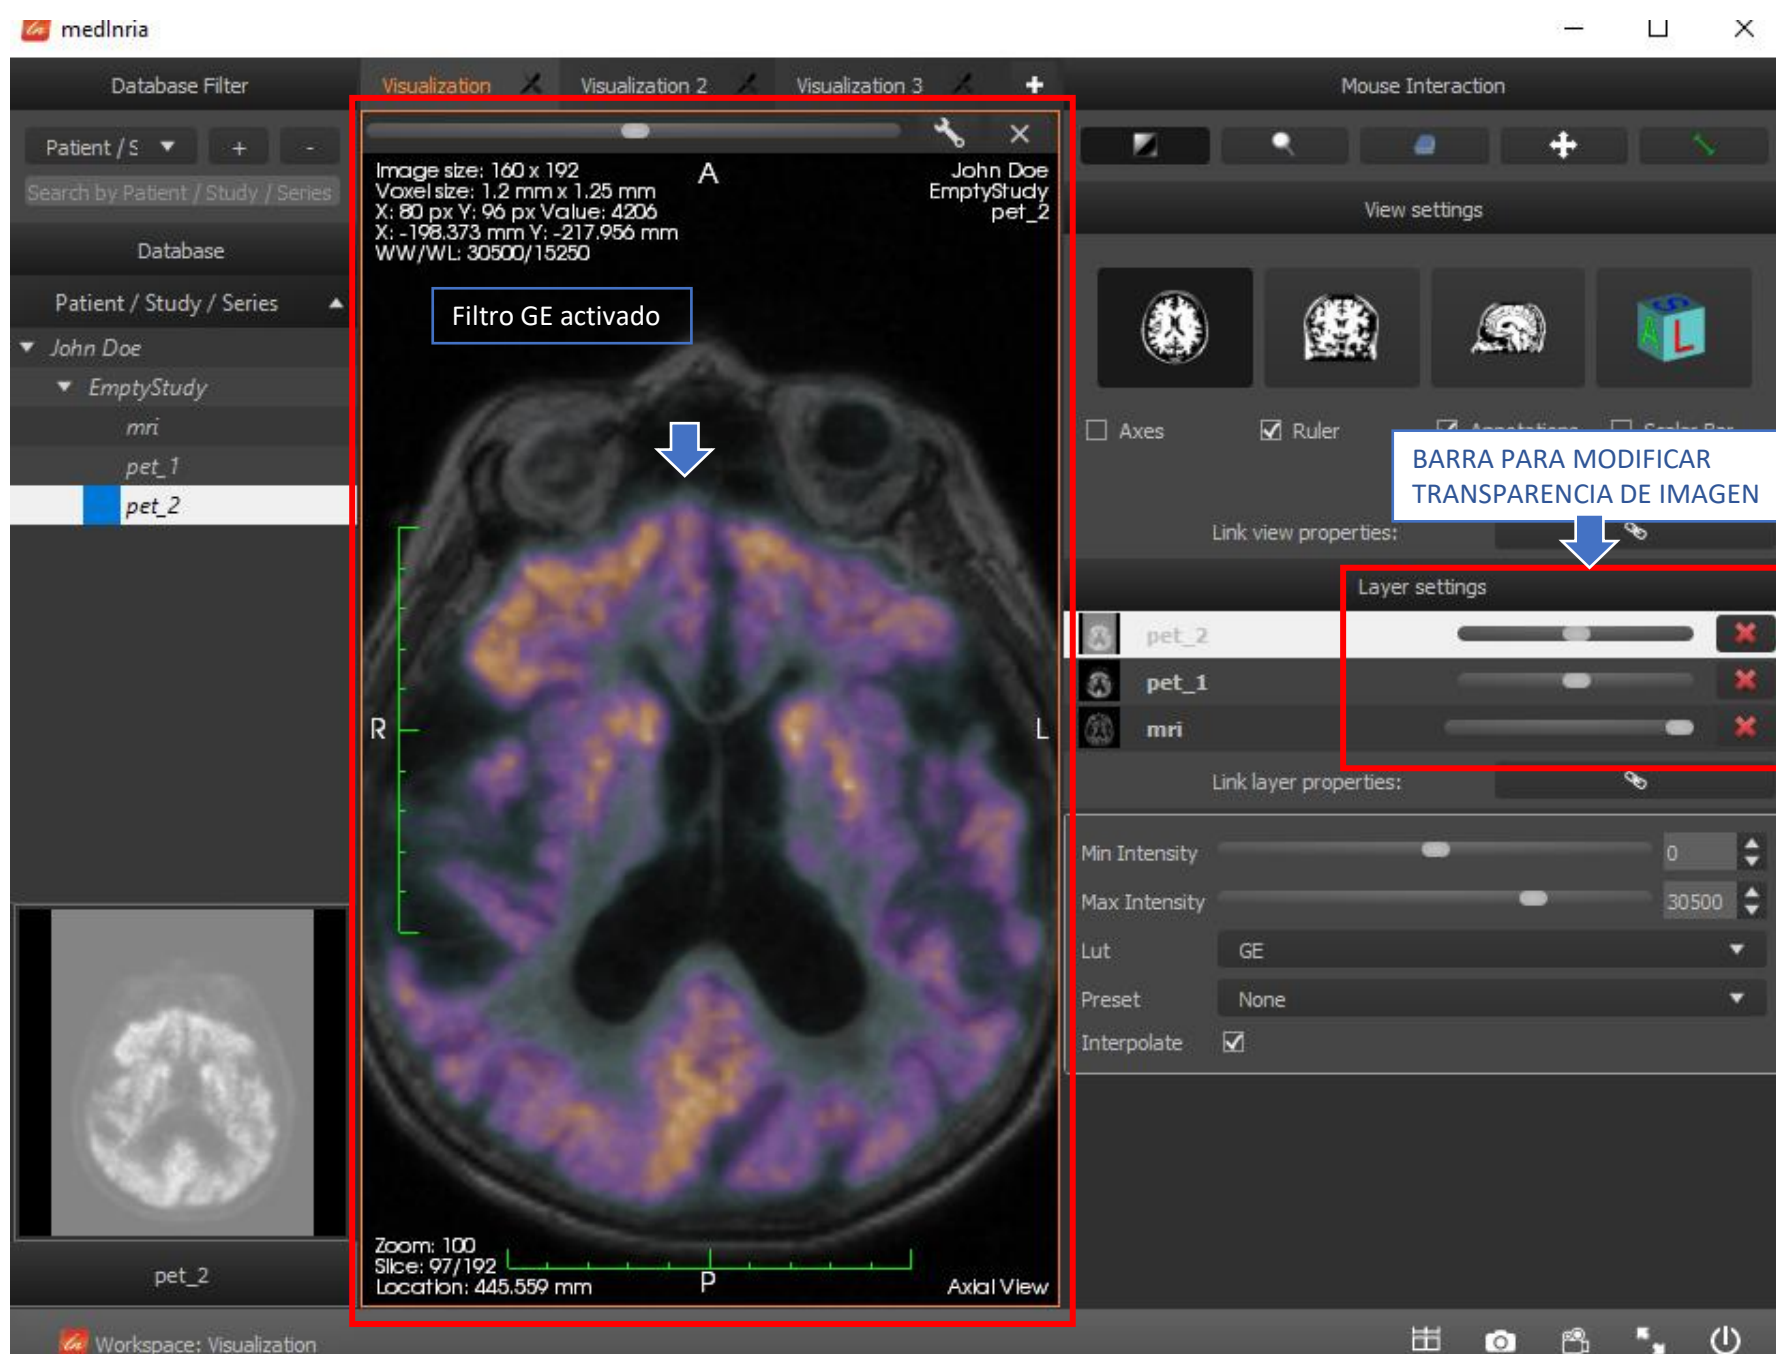 medInria
Database Filter
Visualization
Visualization 2
Visualization 3
Mouse Interaction
Patient / S
+
-
Search by Patient / Study / Series
Database
Patient / Study / Series
John Doe
EmptyStudy
mri
pet_1
pet_2
pet_2
Image size: 160 x 192
Voxel size: 1.2 mm x 1.25 mm
X: 80 px Y: 96 px Value: 4206
X: -198.373 mm Y: -217.956 mm
WW/WL: 30500/15250
A
John Doe
EmptyStudy
pet_2
Filtro GE activado
R
L
Zoom: 100
Slice: 97/192
Location: 445.559 mm
P
Axial View
View settings
S
A
L
Axes
Ruler
BARRA PARA MODIFICAR
TRANSPARENCIA DE IMAGEN
Link view properties:
Layer settings
pet_2
pet_1
mri
Link layer properties:
Min Intensity
0
Max Intensity
30500
Lut
GE
Preset
None
Interpolate
Workspace: Visualization